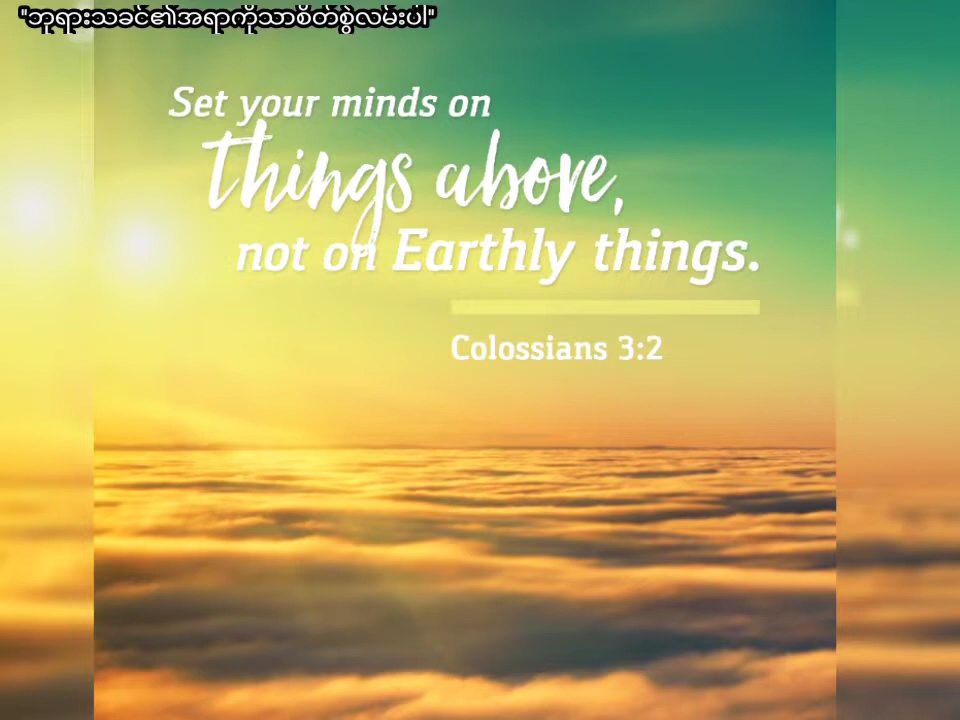 "ဘုရားသခင်၏အရာကိုသာစိတ်စွဲလမ်းပါ"
Set your minds on
things above,
not on Earthly things.
Colossians 3:2